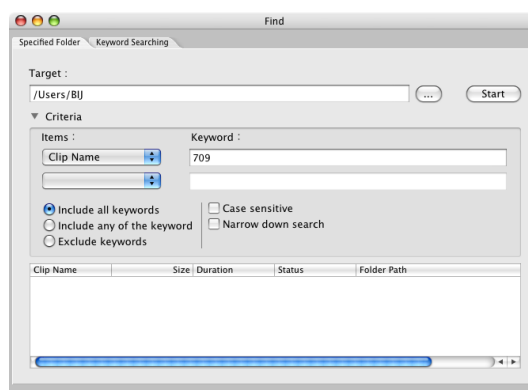 Find
Specified Folder Keyword Searching
Target :
/Users/BIJ ... Start
Criteria
Items : Keyword :
Clip Name 709
Include all keywords Case sensitive
Include any of the keyword Narrow down search
Exclude keywords
Clip Name Size Duration Status Folder Path